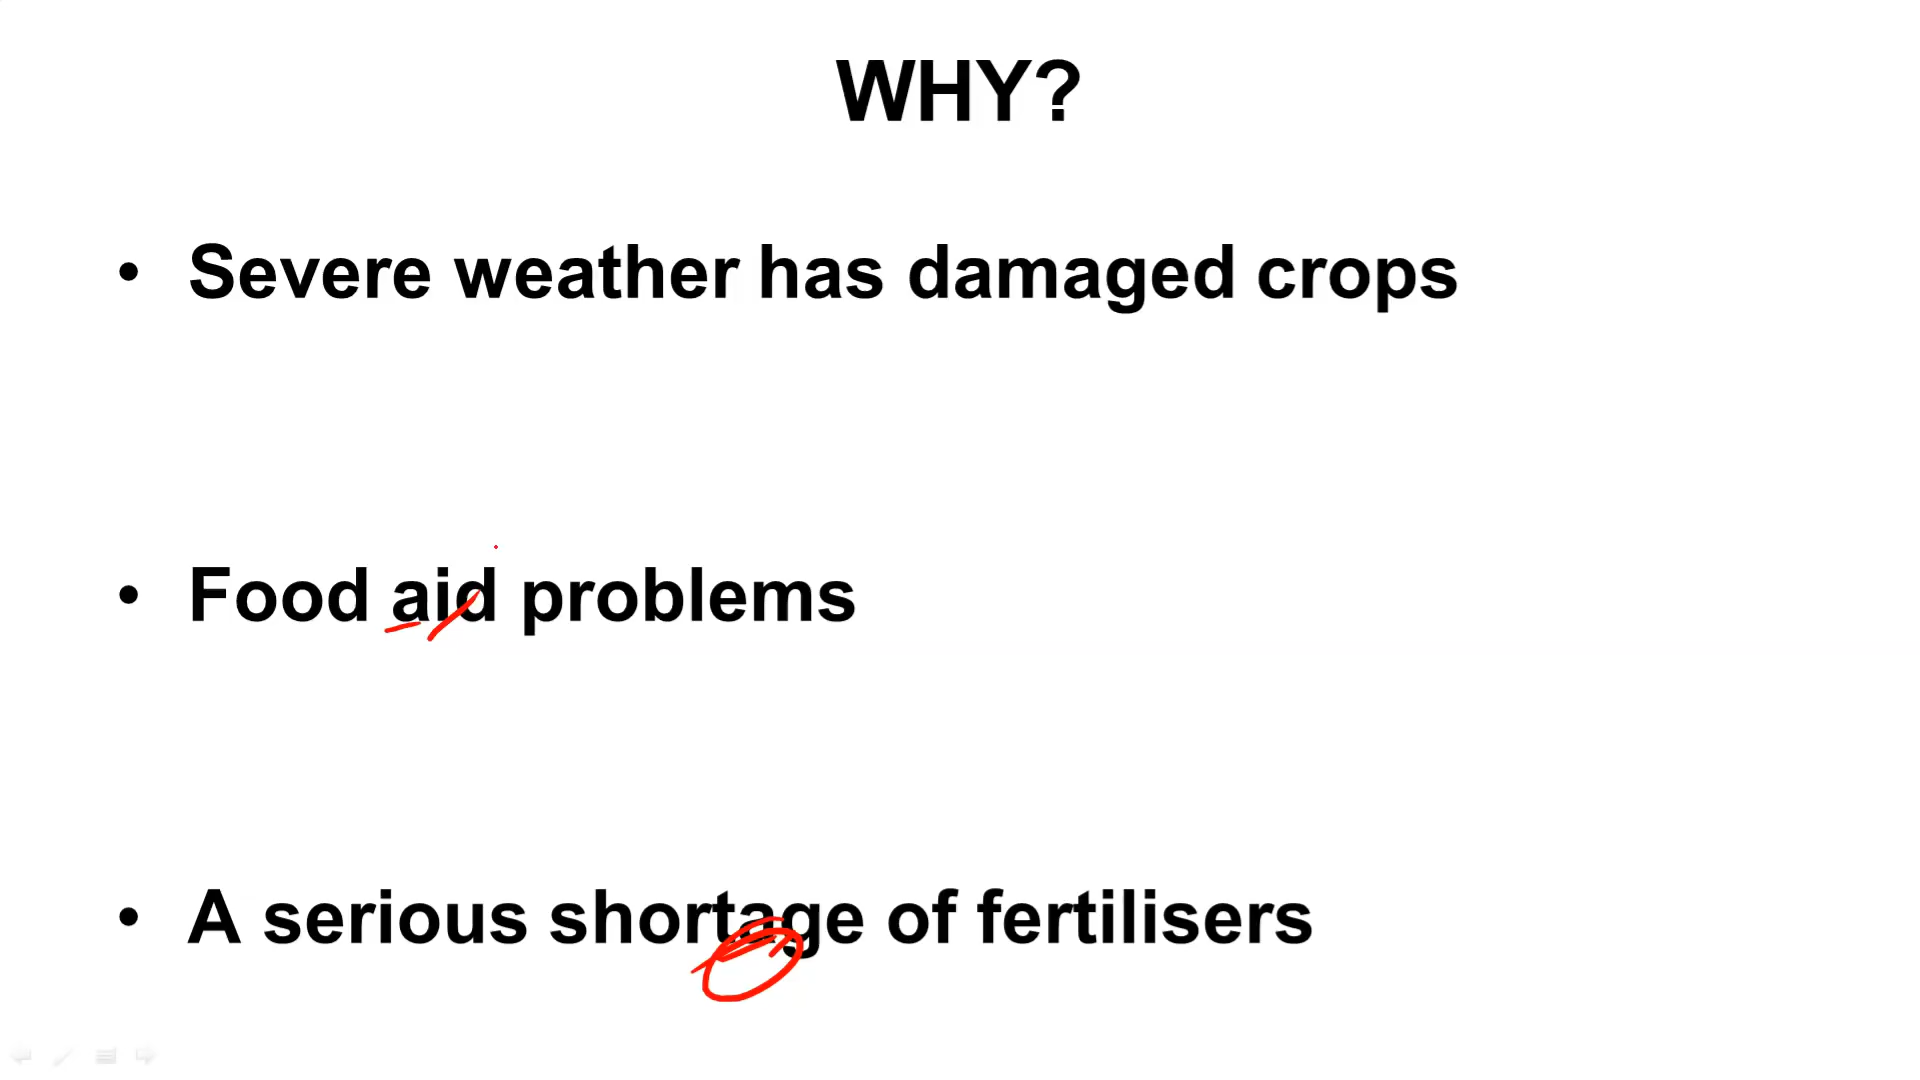 WHY?
• Severe weather has damaged crops
• Food aid problems
• A serious shortage of fertilisers